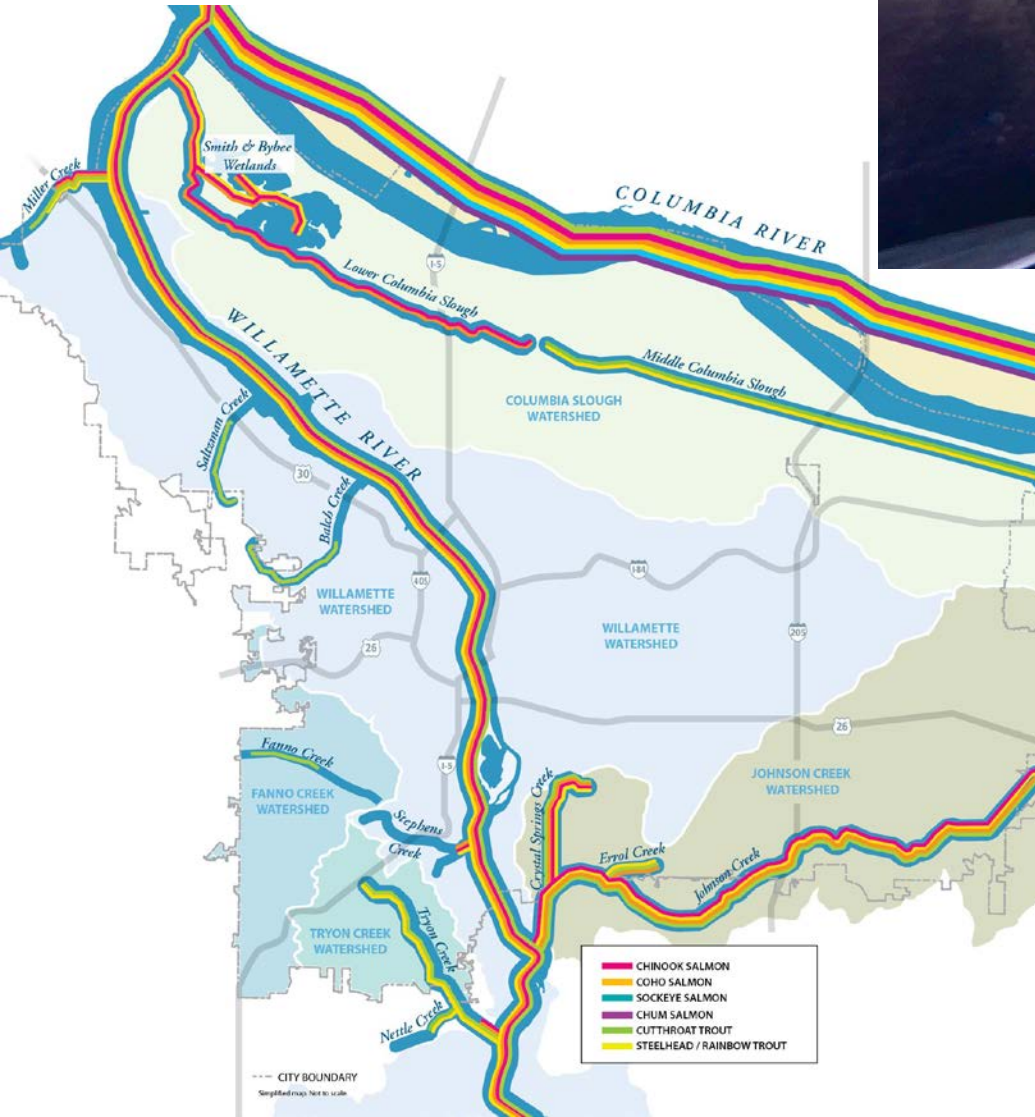 Smith & Bybee
Wetlands
Miller Creek
COLUMBIA RIVER
I-5
Lower Columbia Slough
WILLAMETTE RIVER
Middle Columbia Slough
COLUMBIA SLOUGH
WATERSHED
Saltzman Creek
30
Balch Creek
405
I-84
WILLAMETTE
WATERSHED
WILLAMETTE
WATERSHED
205
26
26
Fanno Creek
I-5
FANNO CREEK
WATERSHED
JOHNSON CREEK
WATERSHED
Stephens
Creek
Crystal Springs Creek
Errol Creek
Johnson Creek
TRYON CREEK
WATERSHED
Tryon Creek
Nettle Creek
CHINOOK SALMON
COHO SALMON
SOCKEYE SALMON
CHUM SALMON
CUTTHROAT TROUT
STEELHEAD / RAINBOW TROUT
CITY BOUNDARY
Simplified map. Not to scale